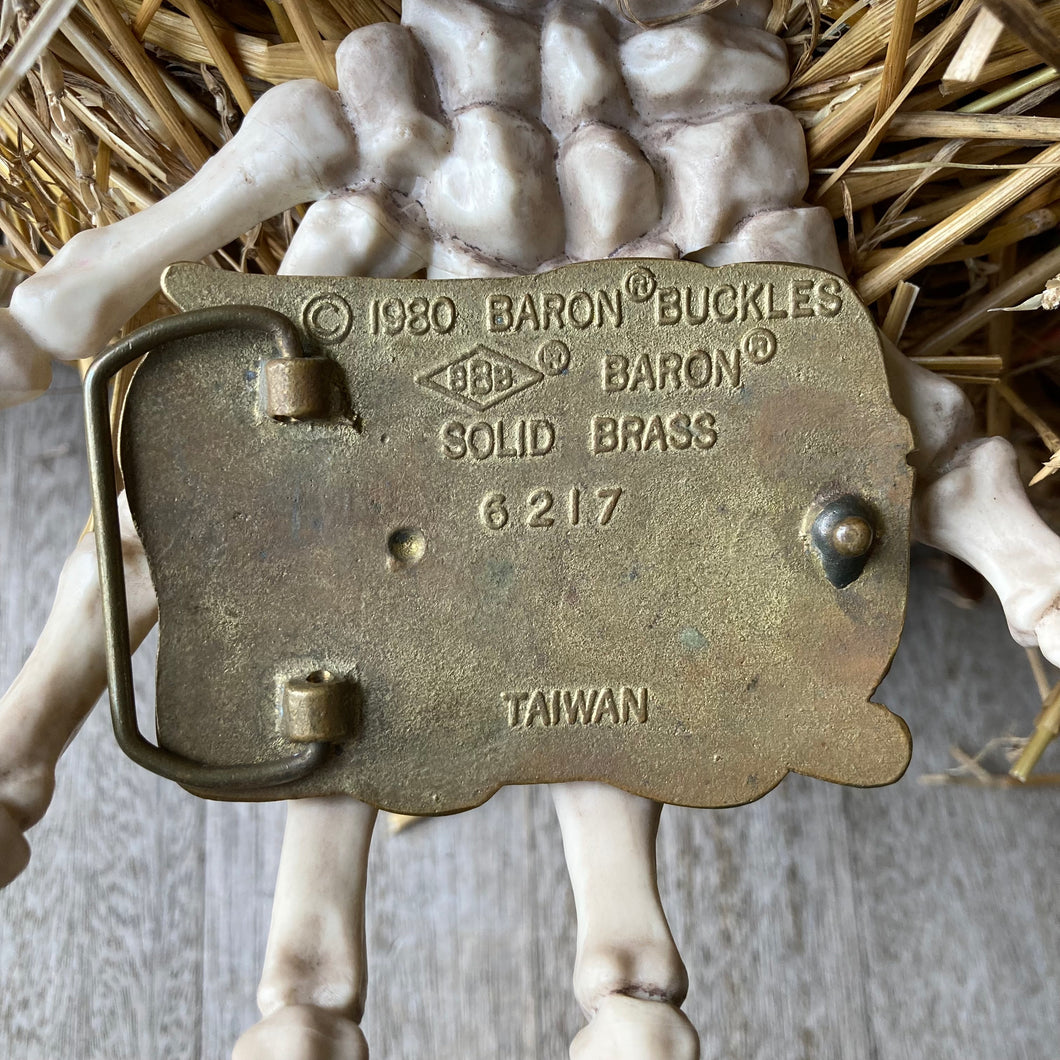 © 1980 BARON® BUCKLES
BBB® BARON®
SOLID BRASS
6217
TAIWAN